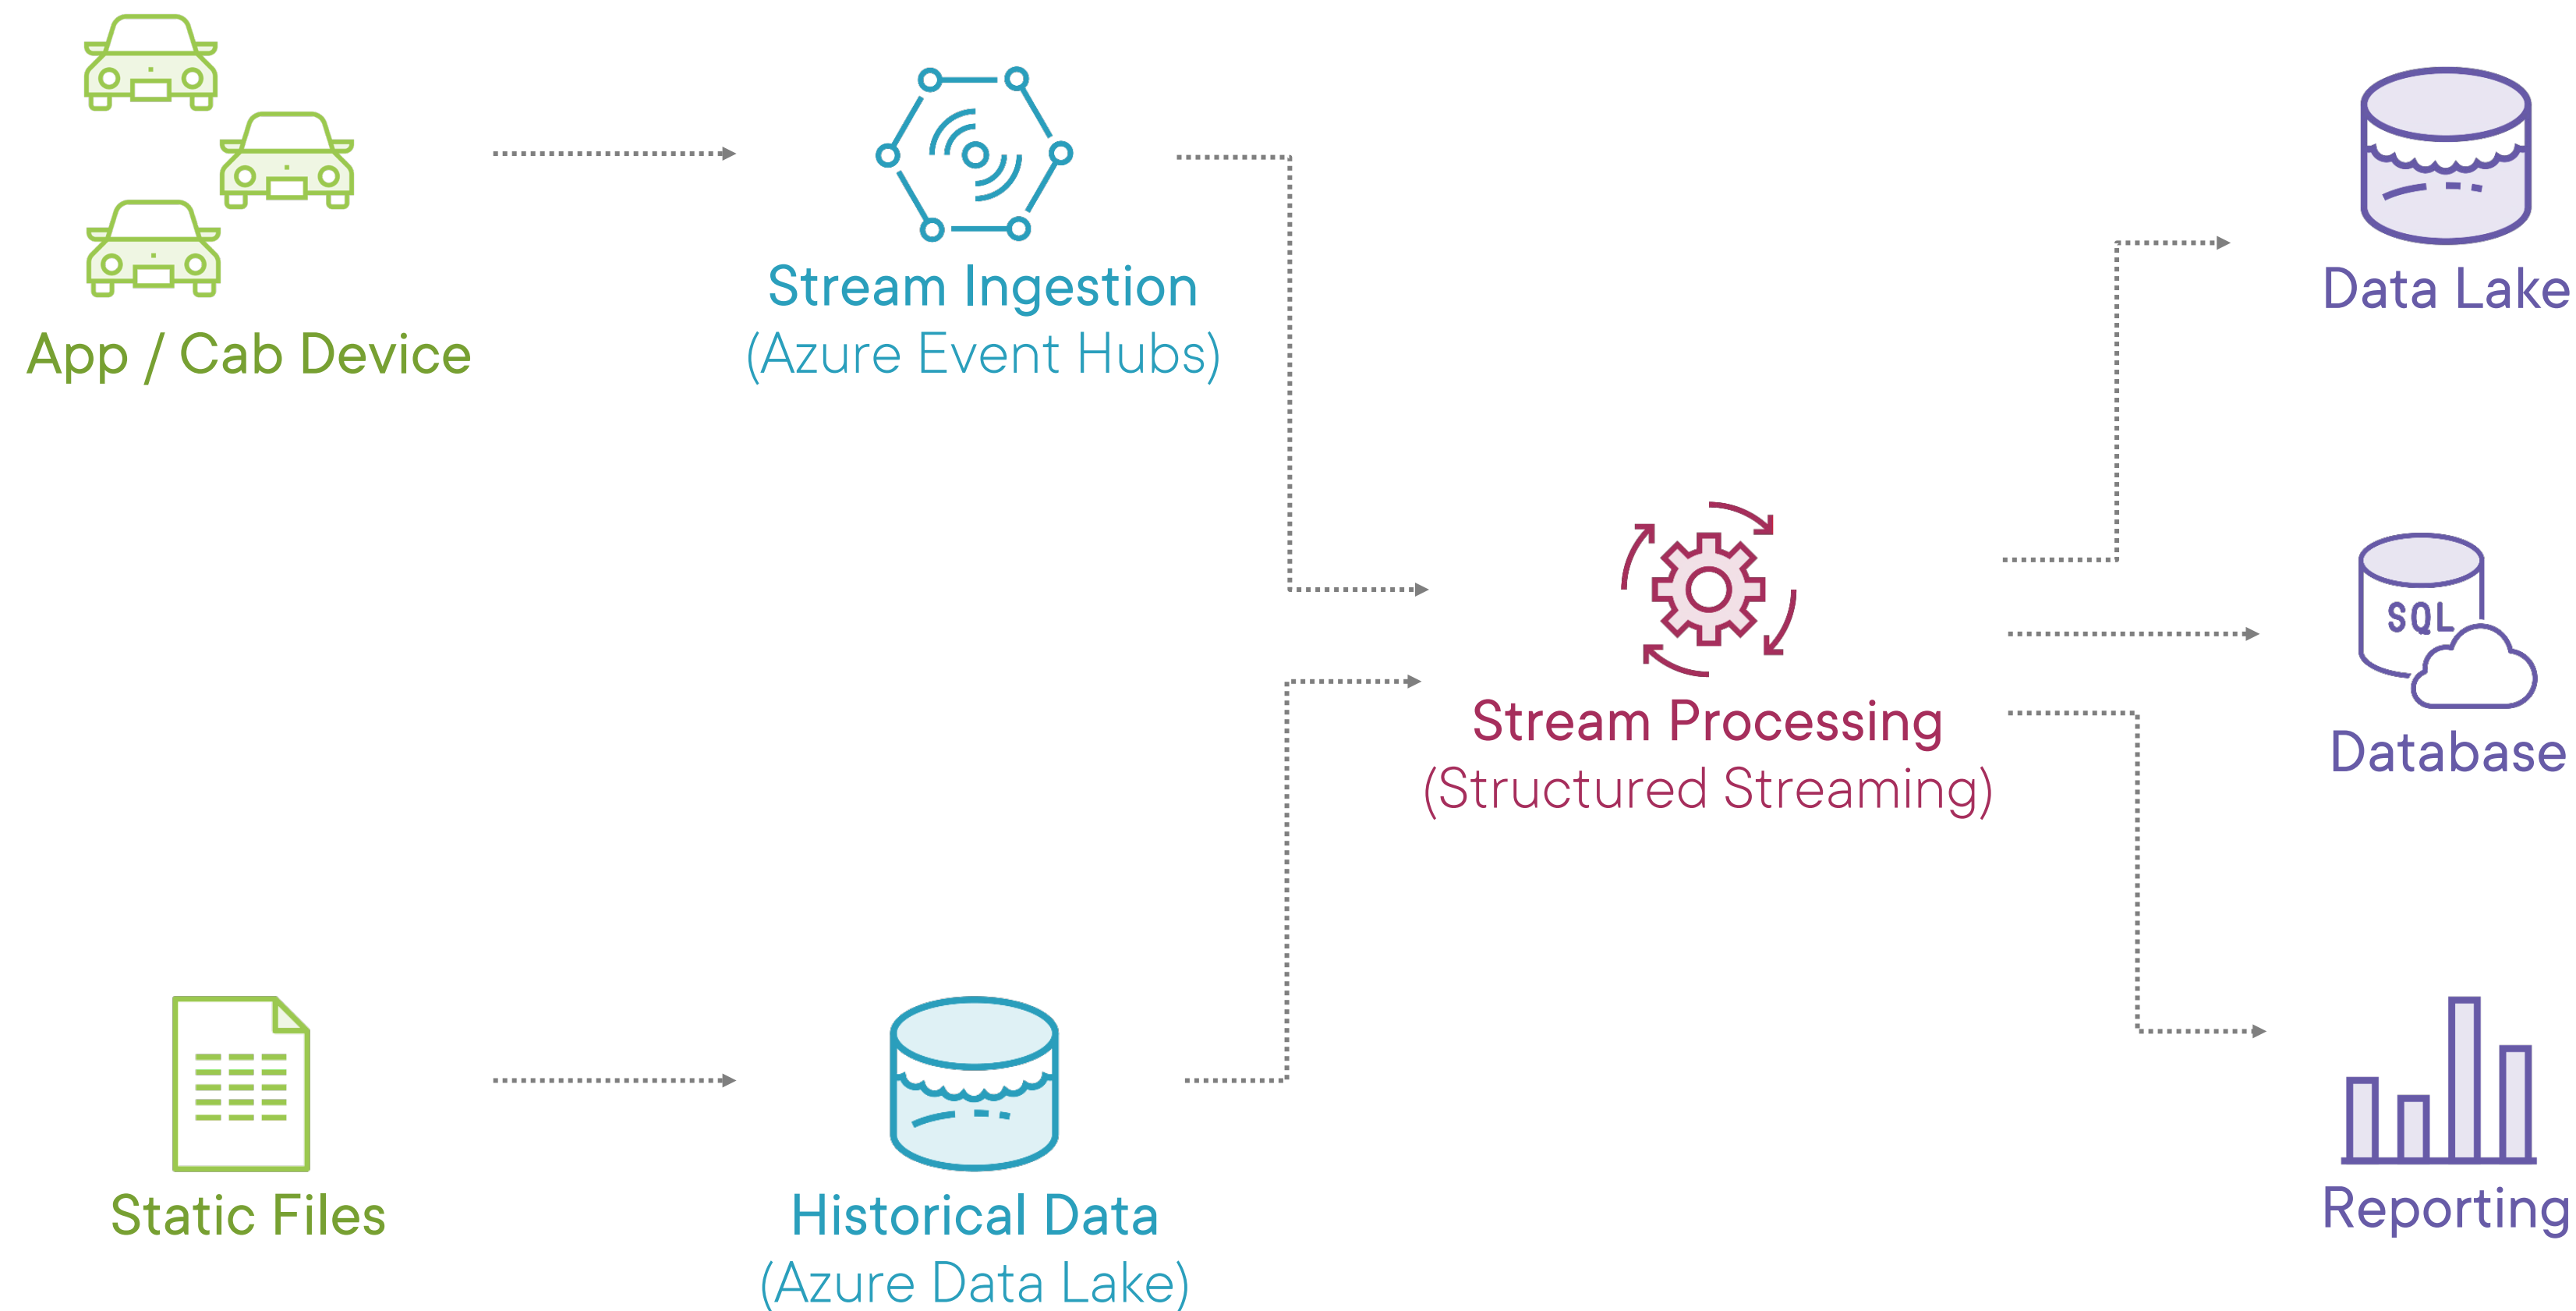 App / Cab Device
Stream Ingestion
(Azure Event Hubs)
Data Lake
SQL
Database
Stream Processing
(Structured Streaming)
Static Files
Historical Data
(Azure Data Lake)
Reporting